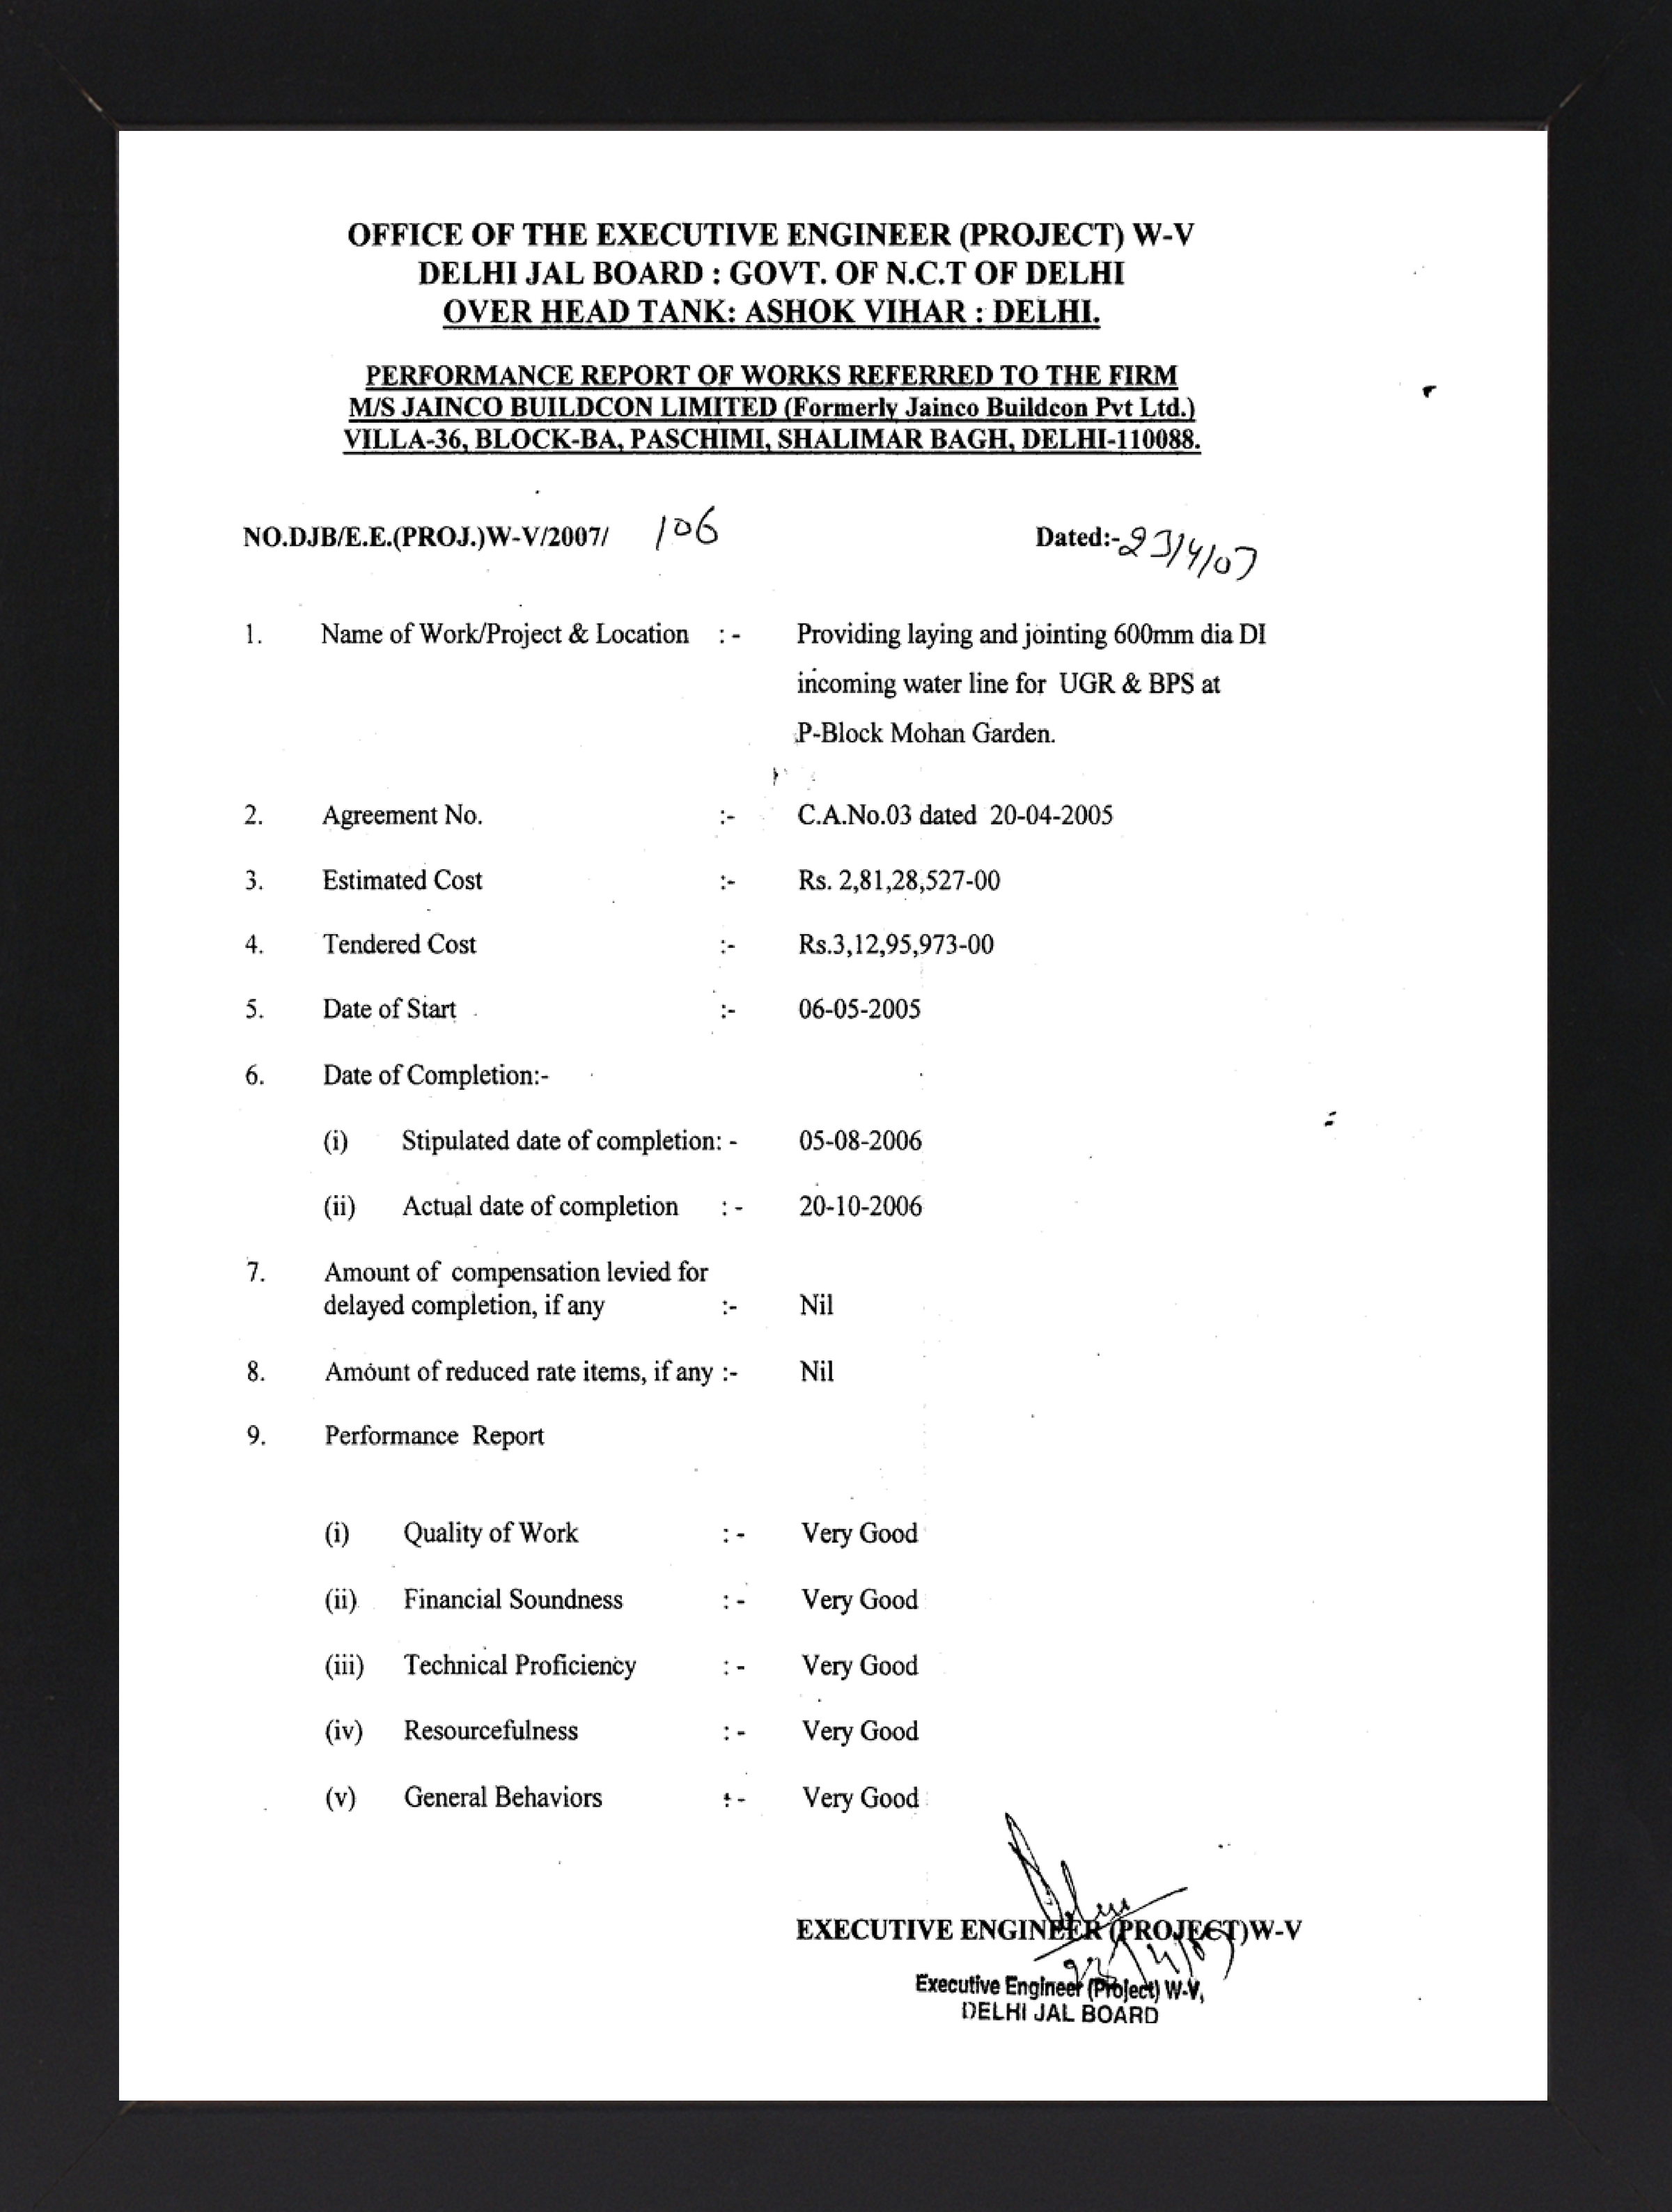 OFFICE OF THE EXECUTIVE ENGINEER (PROJECT) W-V
DELHI JAL BOARD : GOVT. OF N.C.T OF DELHI
OVER HEAD TANK: ASHOK VIHAR : DELHI.
PERFORMANCE REPORT OF WORKS REFERRED TO THE FIRM
M/S JAINCO BUILDCON LIMITED (Formerly Jainco Buildcon Pvt Ltd.)
VILLA-36, BLOCK-BA, PASCHIMI, SHALIMAR BAGH, DELHI-110088.
NO.DJB/E.E.(PROJ.)W-V/2007/ 106 Dated:-23/4/07
1. Name of Work/Project & Location : - Providing laying and jointing 600mm dia DI
incoming water line for UGR & BPS at
P-Block Mohan Garden.
2. Agreement No. :- C.A.No.03 dated 20-04-2005
3. Estimated Cost :- Rs. 2,81,28,527-00
4. Tendered Cost :- Rs.3,12,95,973-00
5. Date of Start :- 06-05-2005
6. Date of Completion:-
(i) Stipulated date of completion: - 05-08-2006
(ii) Actual date of completion : - 20-10-2006
7. Amount of compensation levied for
delayed completion, if any :- Nil
8. Amount of reduced rate items, if any :- Nil
9. Performance Report
(i) Quality of Work : - Very Good
(ii) Financial Soundness : - Very Good
(iii) Technical Proficiency : - Very Good
(iv) Resourcefulness : - Very Good
(v) General Behaviors : - Very Good
EXECUTIVE ENGINEER (PROJECT)W-V
Executive Engineer (Project) W-V,
DELHI JAL BOARD